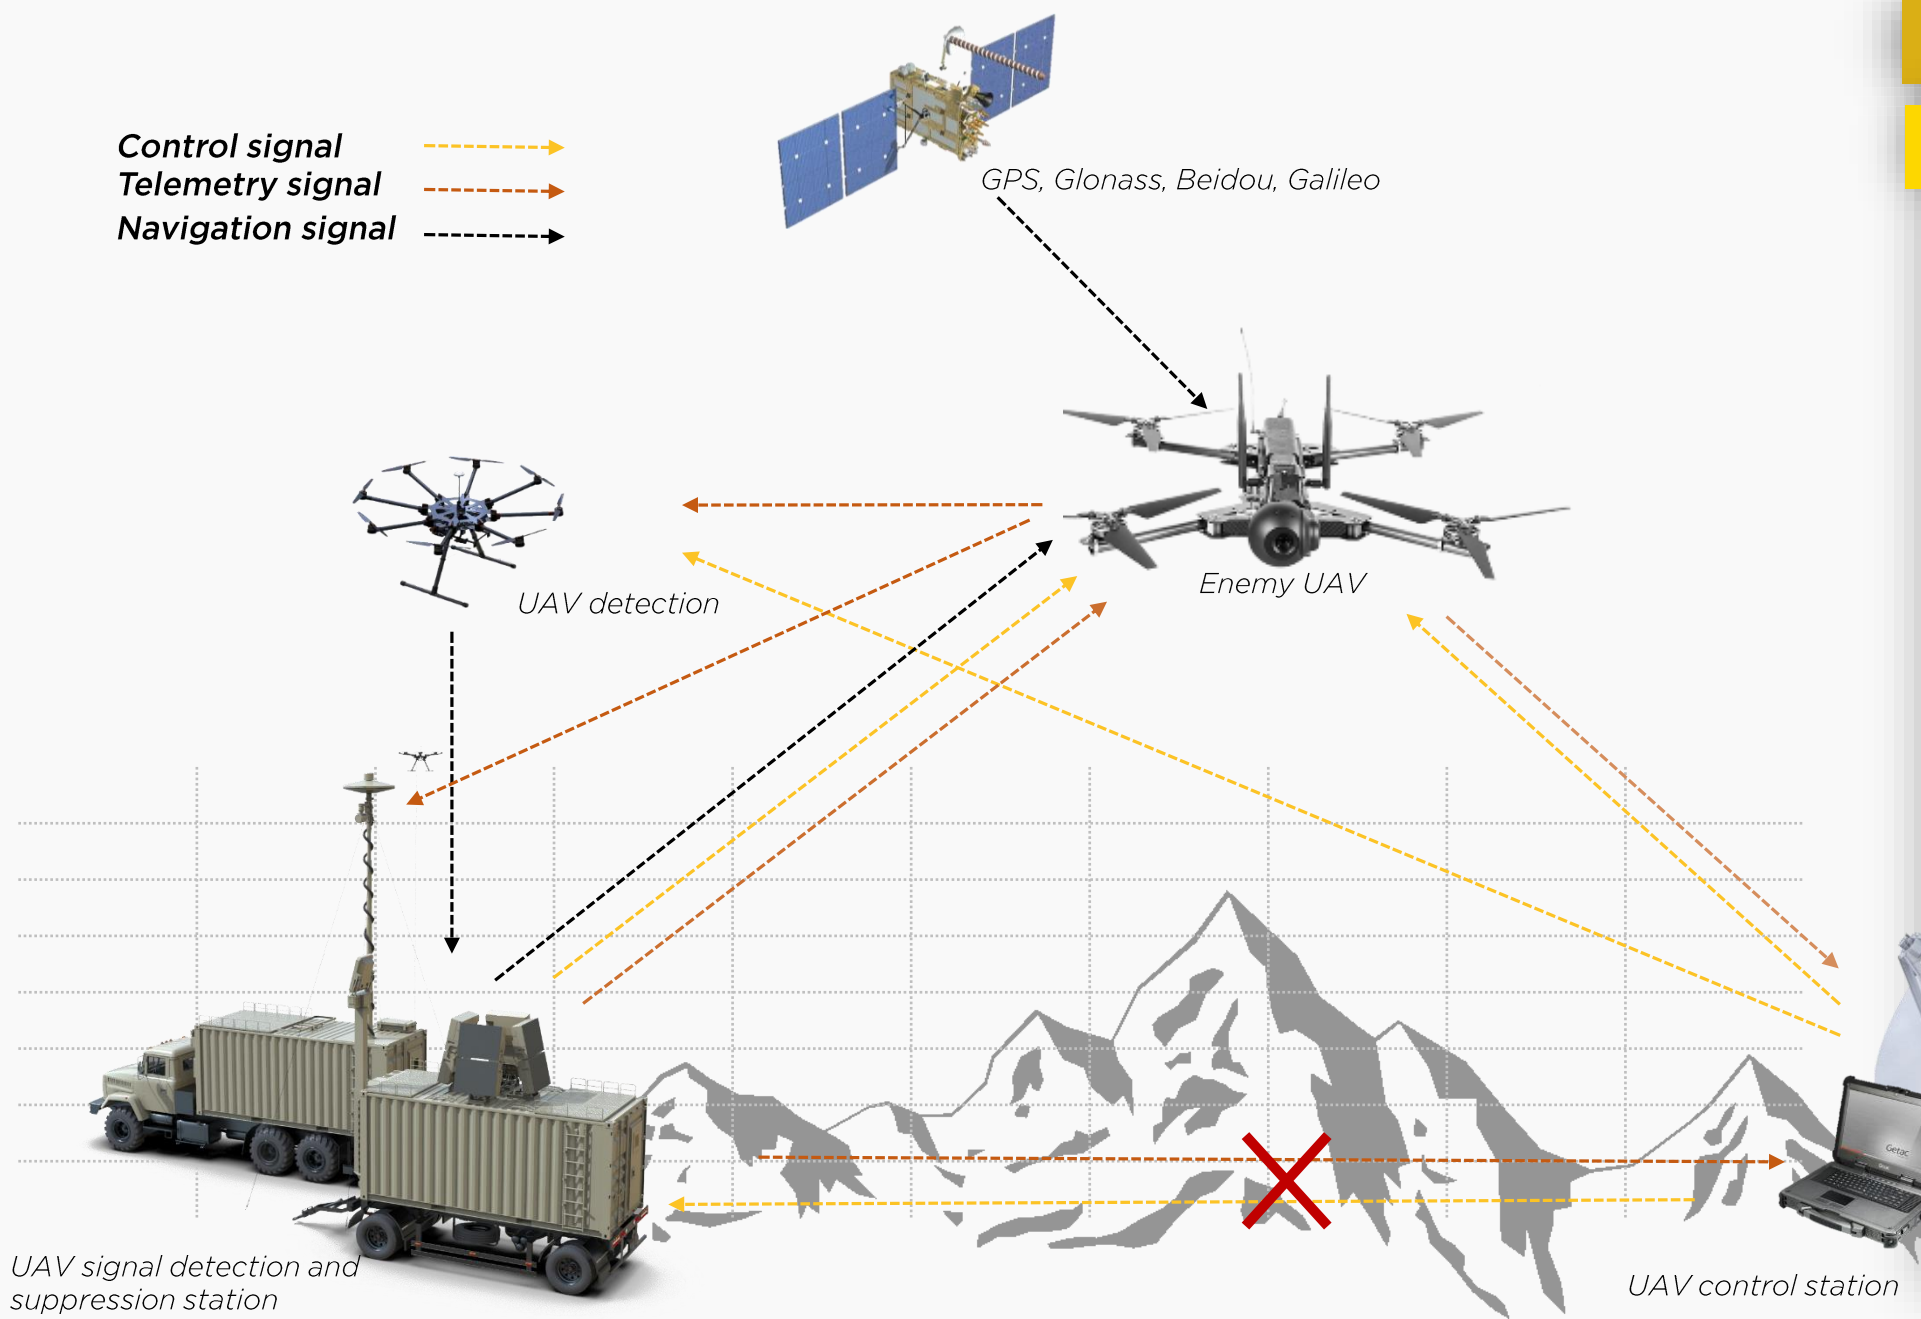 Control signal
Telemetry signal
Navigation signal
GPS, Glonass, Beidou, Galileo
UAV detection
Enemy UAV
Getac
UAV signal detection and
suppression station
UAV control station